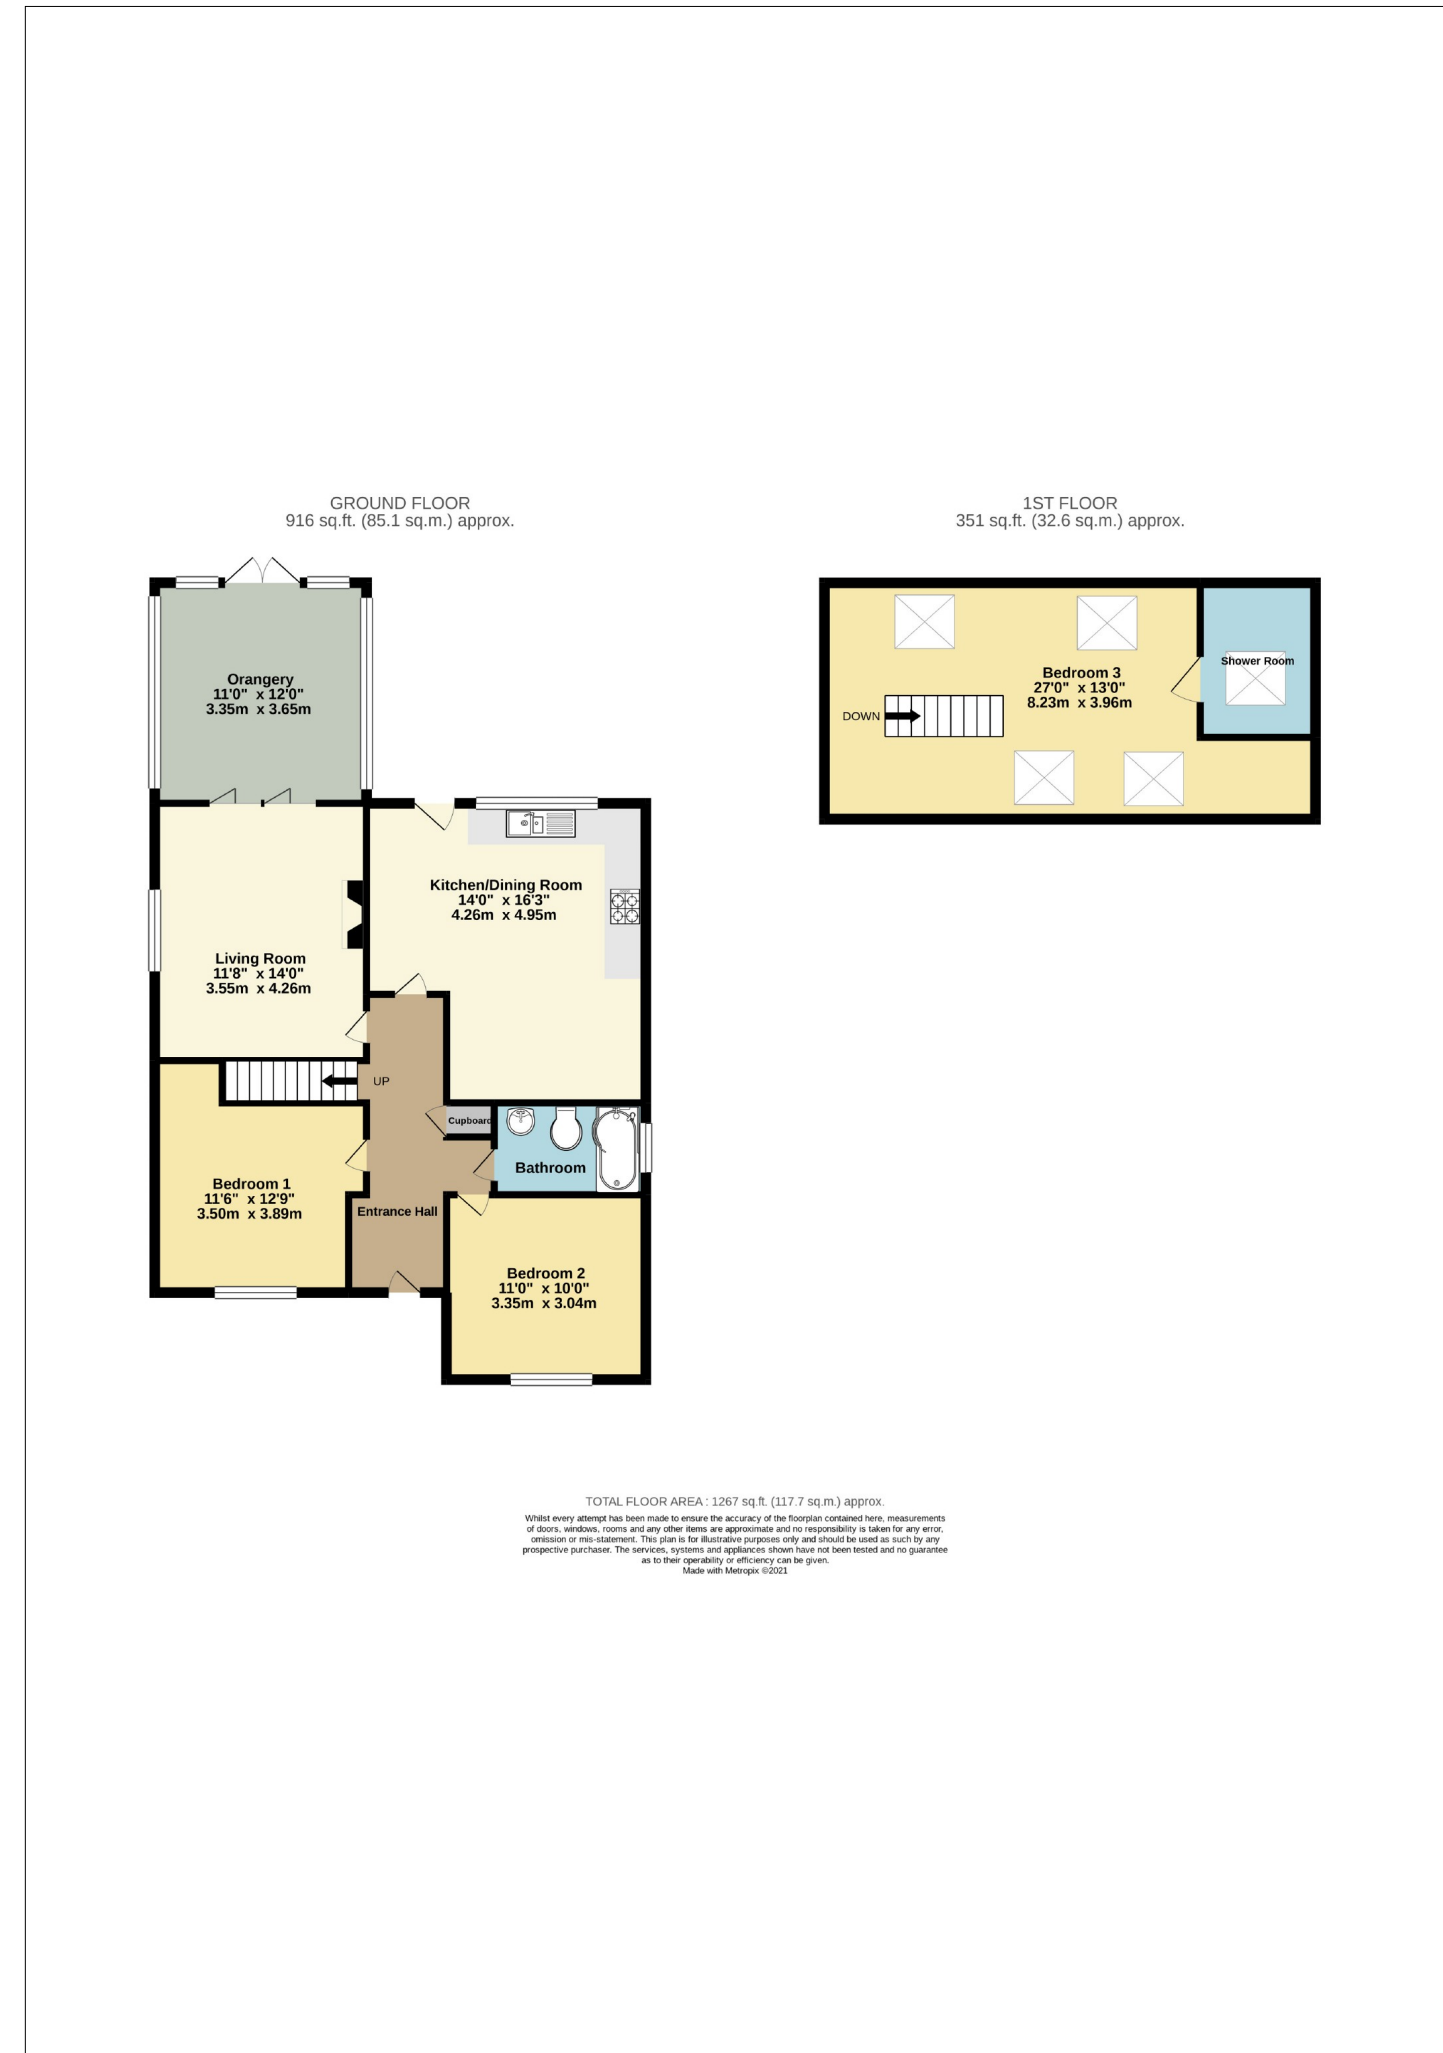 GROUND FLOOR
916 sq.ft. (85.1 sq.m.) approx.
1ST FLOOR
351 sq.ft. (32.6 sq.m.) approx.
Orangery
11'0" x 12'0"
3.35m x 3.65m
Shower Room
Bedroom 3
27'0" x 13'0"
8.23m x 3.96m
DOWN
Kitchen/Dining Room
14'0" x 16'3"
4.26m x 4.95m
Living Room
11'8" x 14'0"
3.55m x 4.26m
UP
Cupboard
Bathroom
Bedroom 1
11'6" x 12'9"
3.50m x 3.89m
Entrance Hall
Bedroom 2
11'0" x 10'0"
3.35m x 3.04m
TOTAL FLOOR AREA : 1267 sq.ft. (117.7 sq.m.) approx.
Whilst every attempt has been made to ensure the accuracy of the floorplan contained here, measurements
of doors, windows, rooms and any other items are approximate and no responsibility is taken for any error,
omission or mis-statement. This plan is for illustrative purposes only and should be used as such by any
prospective purchaser. The services, systems and appliances shown have not been tested and no guarantee
as to their operability or efficiency can be given.
Made with Metropix ©2021